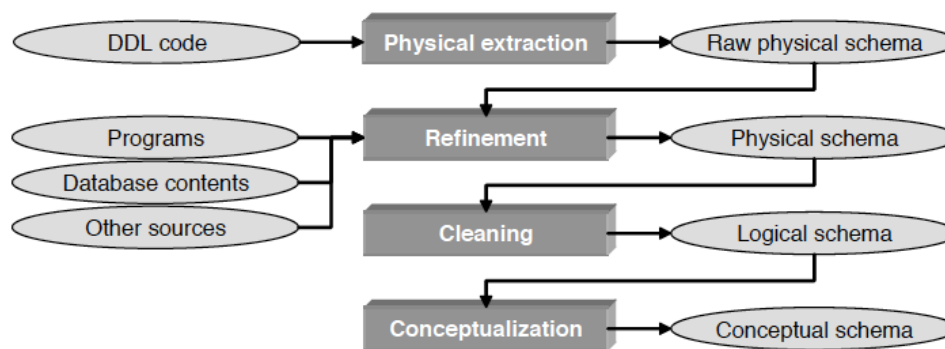 DDL code
Physical extraction
Raw physical schema
Programs
Refinement
Physical schema
Database contents
Other sources
Cleaning
Logical schema
Conceptualization
Conceptual schema